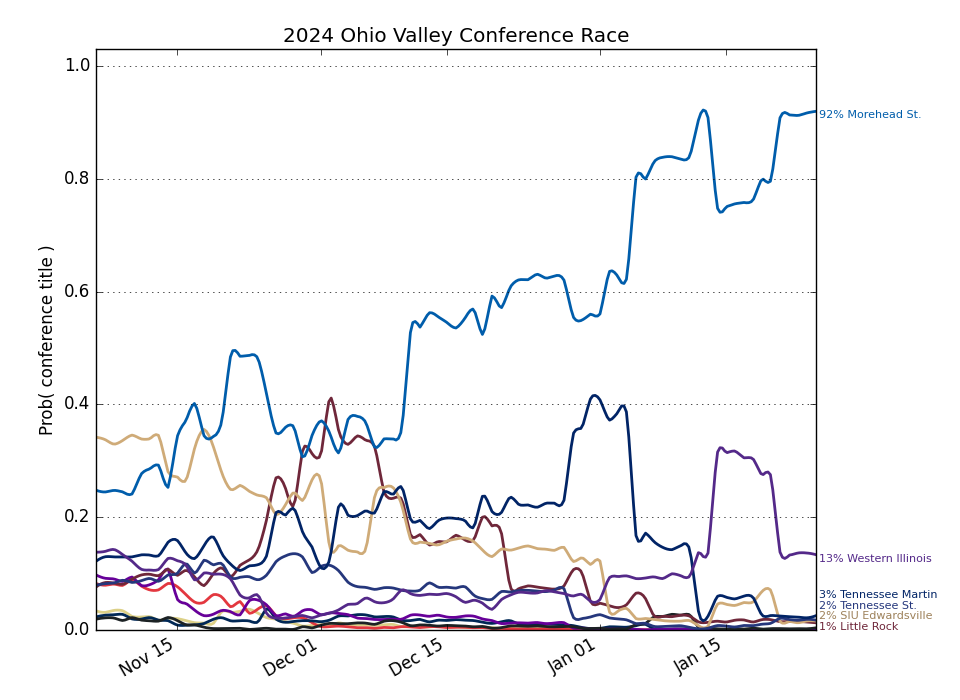 2024 Ohio Valley Conference Race
Prob( conference title )
1.0
0.8
0.6
0.4
0.2
0.0
Nov 15
Dec 01
Dec 15
Jan 01
Jan 15
92% Morehead St.
13% Western Illinois
3% Tennessee Martin
2% Tennessee St.
2% SIU Edwardsville
1% Little Rock